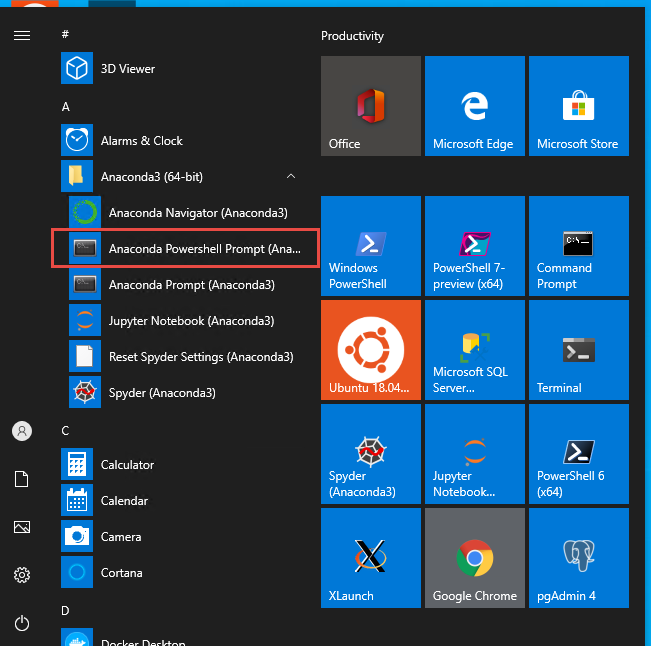 #
3D Viewer
A
Alarms & Clock
Anaconda3 (64-bit)
Anaconda Navigator (Anaconda3)
Anaconda Powershell Prompt (Ana...
Anaconda Prompt (Anaconda3)
Jupyter Notebook (Anaconda3)
Reset Spyder Settings (Anaconda3)
Spyder (Anaconda3)
C
Calculator
Calendar
Camera
Cortana
D
Docker Desktop
Productivity
Office
Microsoft Edge
Microsoft Store
Windows
PowerShell
PowerShell 7-
preview (x64)
C:\_
Command
Prompt
Ubuntu 18.04...
Microsoft SQL
Server...
Terminal
Spyder
(Anaconda3)
Jupyter
Notebook...
PowerShell 6
(x64)
XLaunch
Google Chrome
pgAdmin 4